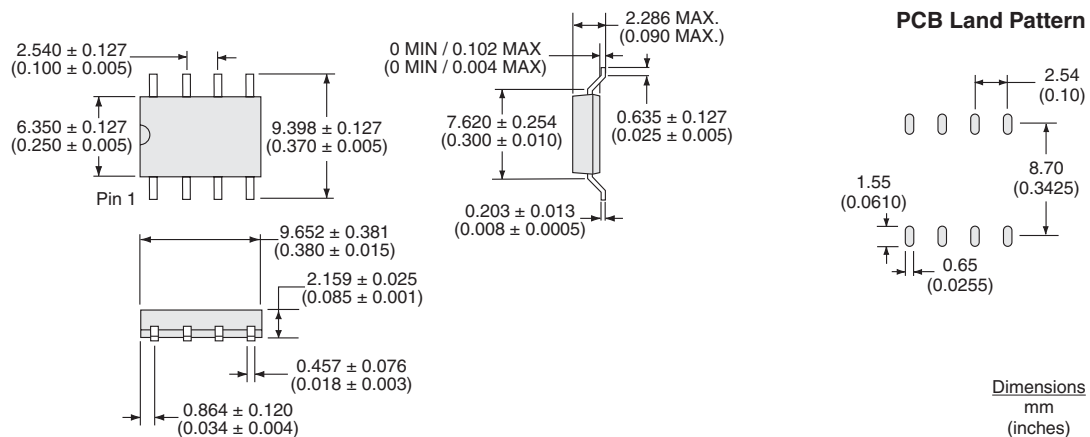 2.540 ± 0.127
(0.100 ± 0.005)
6.350 ± 0.127
(0.250 ± 0.005)
9.398 ± 0.127
(0.370 ± 0.005)
Pin 1
9.652 ± 0.381
(0.380 ± 0.015)
2.159 ± 0.025
(0.085 ± 0.001)
0.457 ± 0.076
(0.018 ± 0.003)
0.864 ± 0.120
(0.034 ± 0.004)
2.286 MAX.
(0.090 MAX.)
0 MIN / 0.102 MAX
(0 MIN / 0.004 MAX)
7.620 ± 0.254
(0.300 ± 0.010)
0.635 ± 0.127
(0.025 ± 0.005)
0.203 ± 0.013
(0.008 ± 0.0005)
PCB Land Pattern
2.54
(0.10)
8.70
(0.3425)
1.55
(0.0610)
0.65
(0.0255)
Dimensions
mm
(inches)